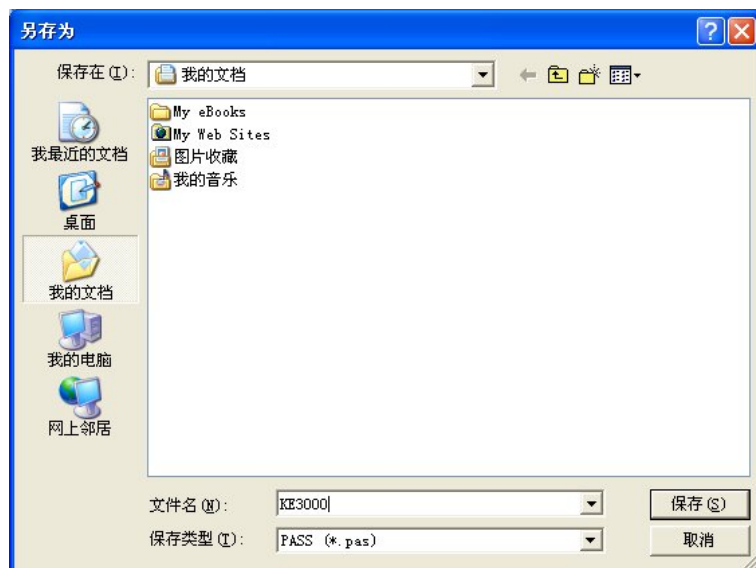 另存为
保存在(I):
我的文档
My eBooks
My Web Sites
图片收藏
我的音乐
我最近的文档
桌面
我的文档
我的电脑
网上邻居
文件名(N):
KE3000
保存(S)
保存类型(T):
PASS (*.pas)
取消